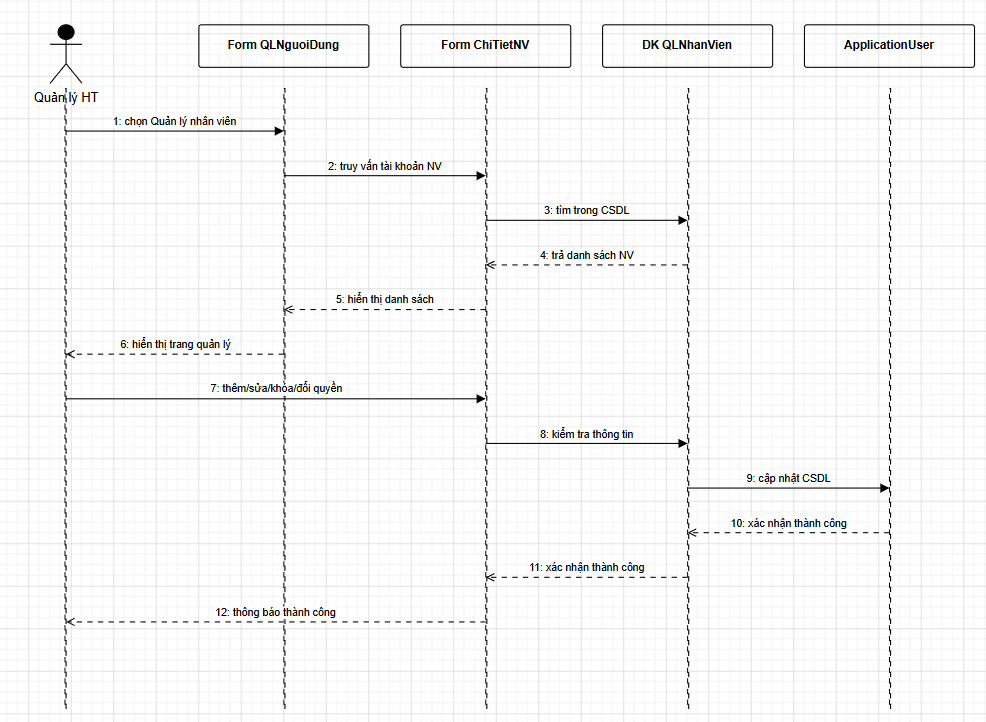 Form QLNguoiDung
Form ChiTietNV
DK QLNhanVien
ApplicationUser
Quản lý HT
1: chọn Quản lý nhân viên
2: truy vấn tài khoản NV
3: tìm trong CSDL
4: trả danh sách NV
5: hiển thị danh sách
6: hiển thị trang quản lý
7: thêm/sửa/khóa/đổi quyền
8: kiểm tra thông tin
9: cập nhật CSDL
10: xác nhận thành công
11: xác nhận thành công
12: thông báo thành công